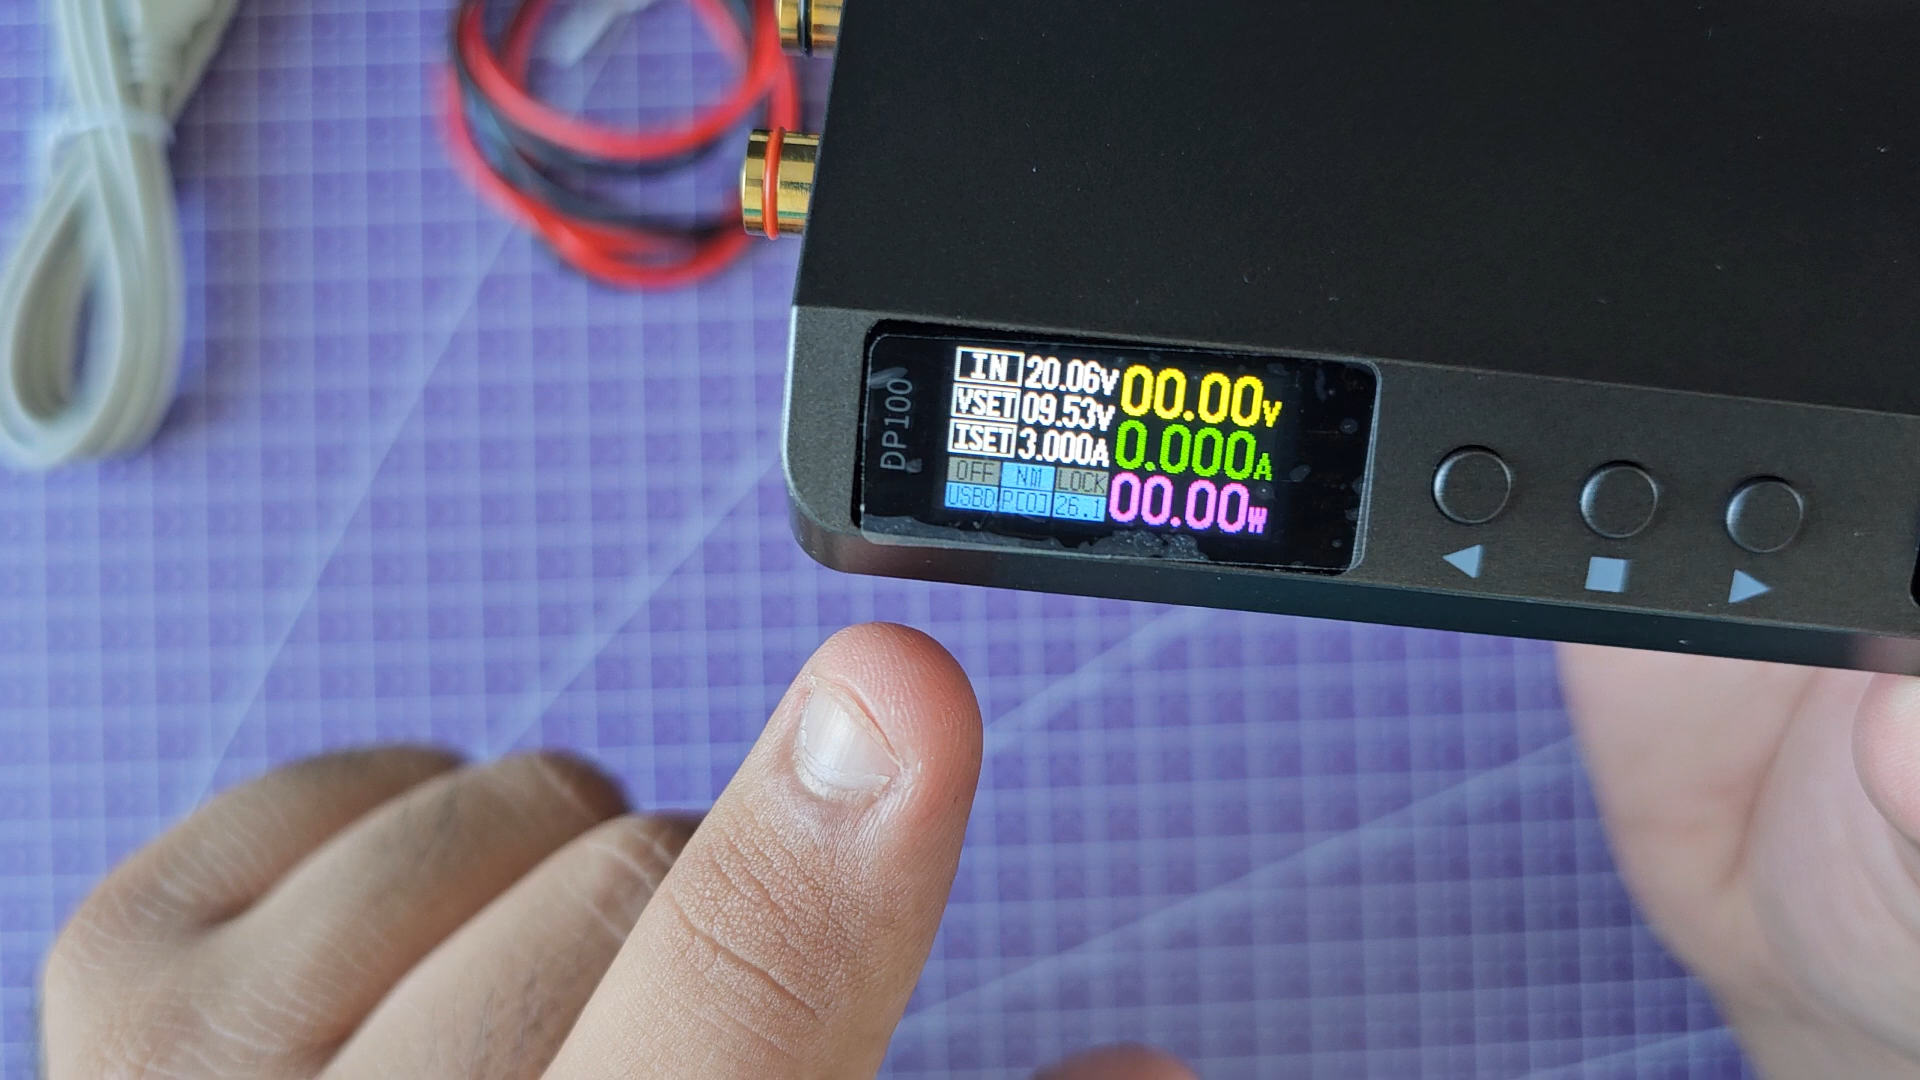 DP100
IN 20.06V 00.00V
VSET 09.53V
ISET 3.000A 0.000A
OFF NM LOCK
USBD P[0] 26.1 00.00W